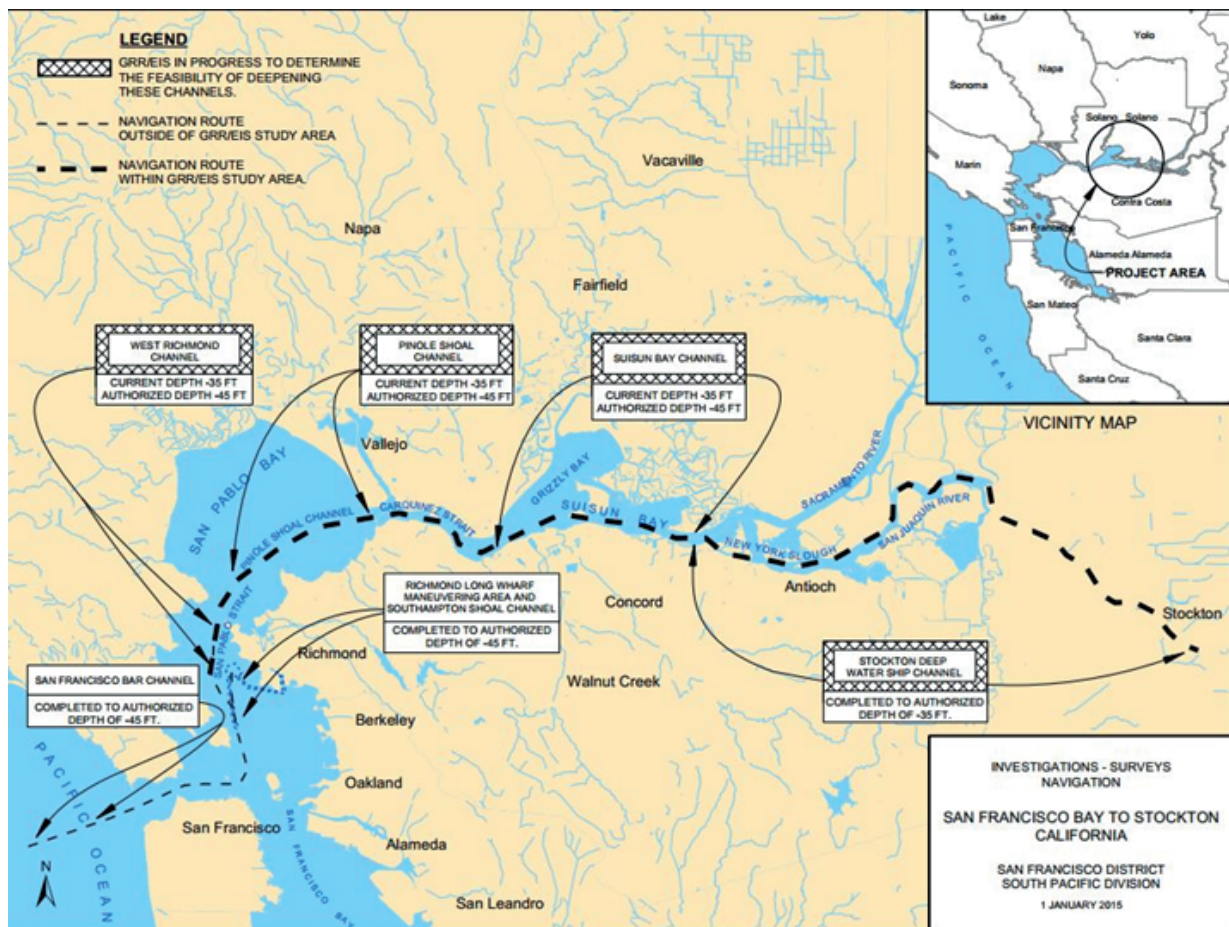 LEGEND
GRR/EIS IN PROGRESS TO DETERMINE
THE FEASIBILITY OF DEEPENING
THESE CHANNELS.
NAVIGATION ROUTE
OUTSIDE OF GRR/EIS STUDY AREA
NAVIGATION ROUTE
WITHIN GRR/EIS STUDY AREA.
Lake
Yolo
Napa
Sonoma
Solano Solano
Marin
Contra Costa
San Francisco
Alameda Alameda
PROJECT AREA
San Mateo
Santa Clara
Santa Cruz
PACIFIC OCEAN
VICINITY MAP
Vacaville
Napa
Fairfield
WEST RICHMOND
CHANNEL
CURRENT DEPTH -35 FT
AUTHORIZED DEPTH -45 FT
PINOLE SHOAL
CHANNEL
CURRENT DEPTH -35 FT
AUTHORIZED DEPTH -45 FT
SUISUN BAY CHANNEL
CURRENT DEPTH -35 FT
AUTHORIZED DEPTH -45 FT
Vallejo
SAN PABLO BAY
PINOLE SHOAL CHANNEL
CARQUINEZ STRAIT
GRIZZLY BAY
SUISUN BAY
SACRAMENTO RIVER
NEW YORK SLOUGH
SAN JOAQUIN RIVER
SAN PABLO STRAIT
RICHMOND LONG WHARF
MANEUVERING AREA AND
SOUTHAMPTON SHOAL CHANNEL
COMPLETED TO AUTHORIZED
DEPTH OF -45 FT.
Concord
Antioch
Stockton
Richmond
Walnut Creek
SAN FRANCISCO BAR CHANNEL
COMPLETED TO AUTHORIZED
DEPTH OF -45 FT.
STOCKTON DEEP
WATER SHIP CHANNEL
COMPLETED TO AUTHORIZED
DEPTH OF -35 FT.
Berkeley
Oakland
San Francisco
Alameda
San Leandro
PACIFIC OCEAN
SAN FRANCISCO BAY
N
INVESTIGATIONS - SURVEYS
NAVIGATION
SAN FRANCISCO BAY TO STOCKTON
CALIFORNIA
SAN FRANCISCO DISTRICT
SOUTH PACIFIC DIVISION
1 JANUARY 2015